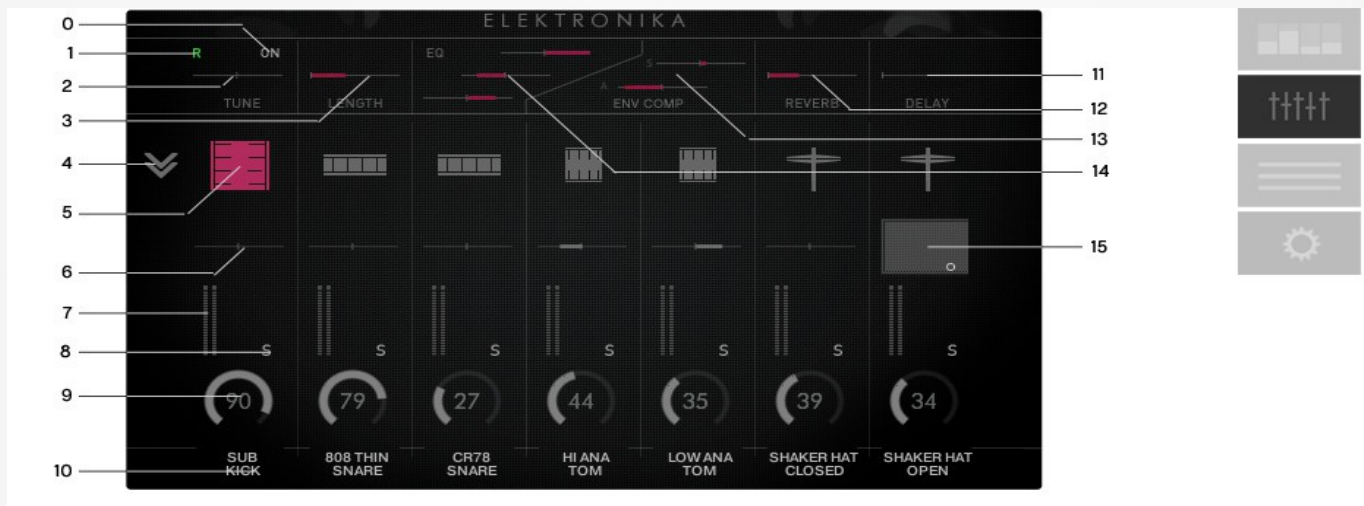 ELEKTRONIKA
0
1
R
ON
EQ
2
S
11
A
TUNE
LENGTH
ENV COMP
REVERB
DELAY
12
3
13
4
14
5
6
15
7
8
S
S
S
S
S
S
S
9
90
79
27
44
35
39
34
SUB
KICK
808 THIN
SNARE
CR78
SNARE
HI ANA
TOM
LOW ANA
TOM
SHAKER HAT
CLOSED
SHAKER HAT
OPEN
10